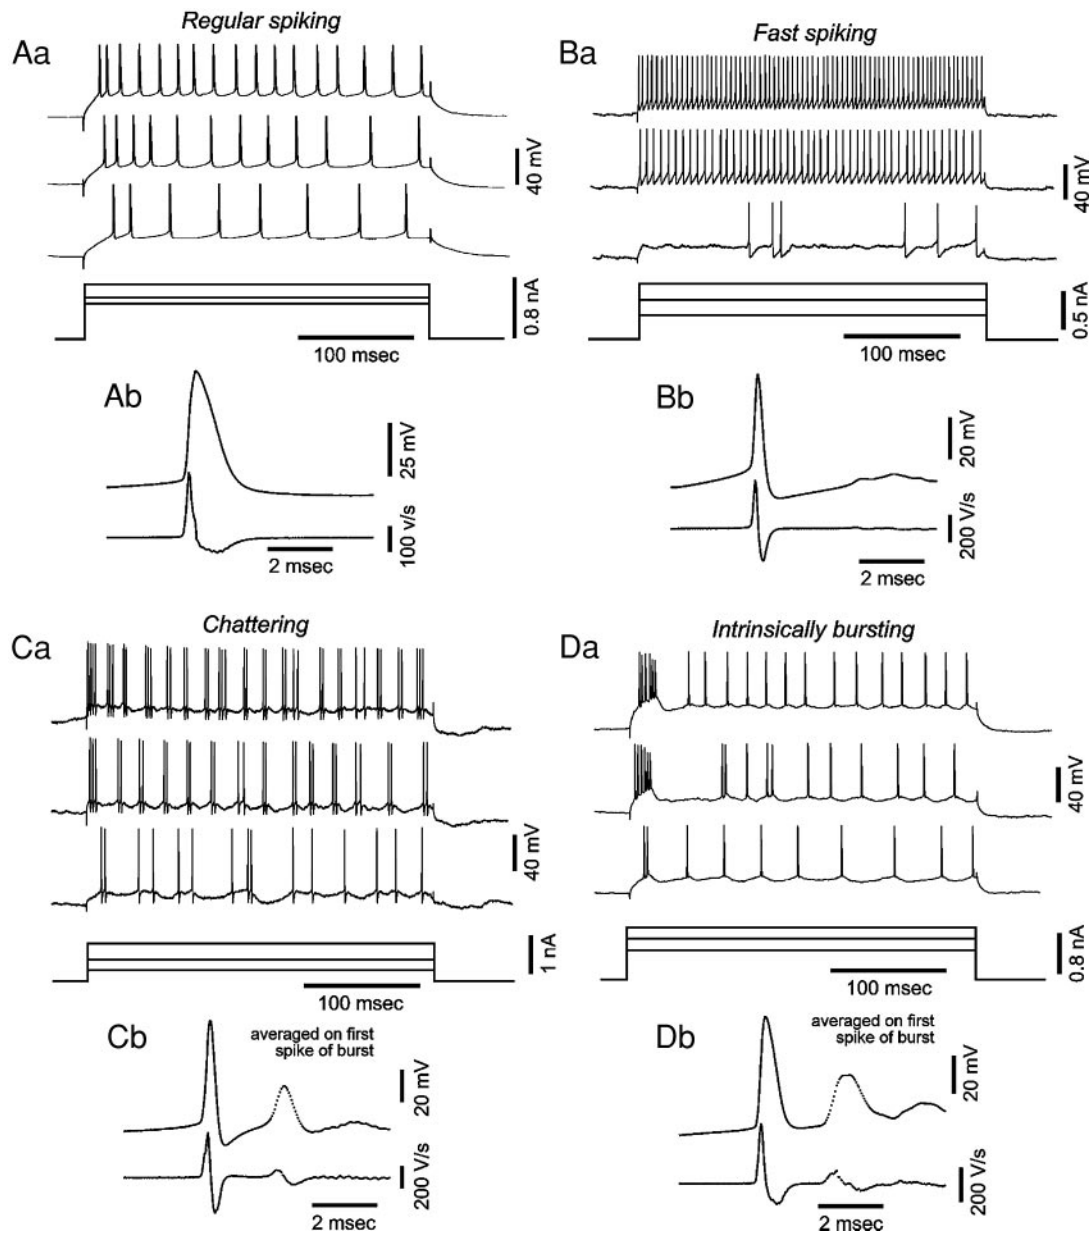 Regular spiking
Aa
40 mV
0.8 nA
100 msec
Fast spiking
Ba
40 mV
0.5 nA
100 msec
Ab
25 mV
100 v/s
2 msec
Bb
20 mV
200 V/s
2 msec
Chattering
Ca
40 mV
1 nA
100 msec
Intrinsically bursting
Da
40 mV
0.8 nA
100 msec
Cb
averaged on first
spike of burst
20 mV
200 V/s
2 msec
Db
averaged on first
spike of burst
20 mV
200 V/s
2 msec